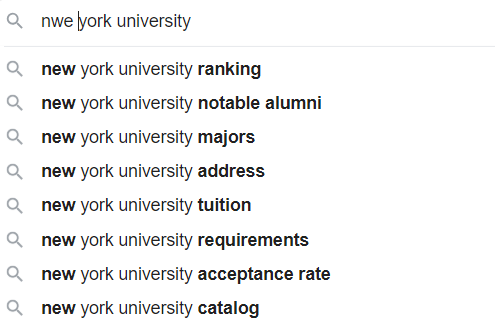 nwe york university
new york university ranking
new york university notable alumni
new york university majors
new york university address
new york university tuition
new york university requirements
new york university acceptance rate
new york university catalog